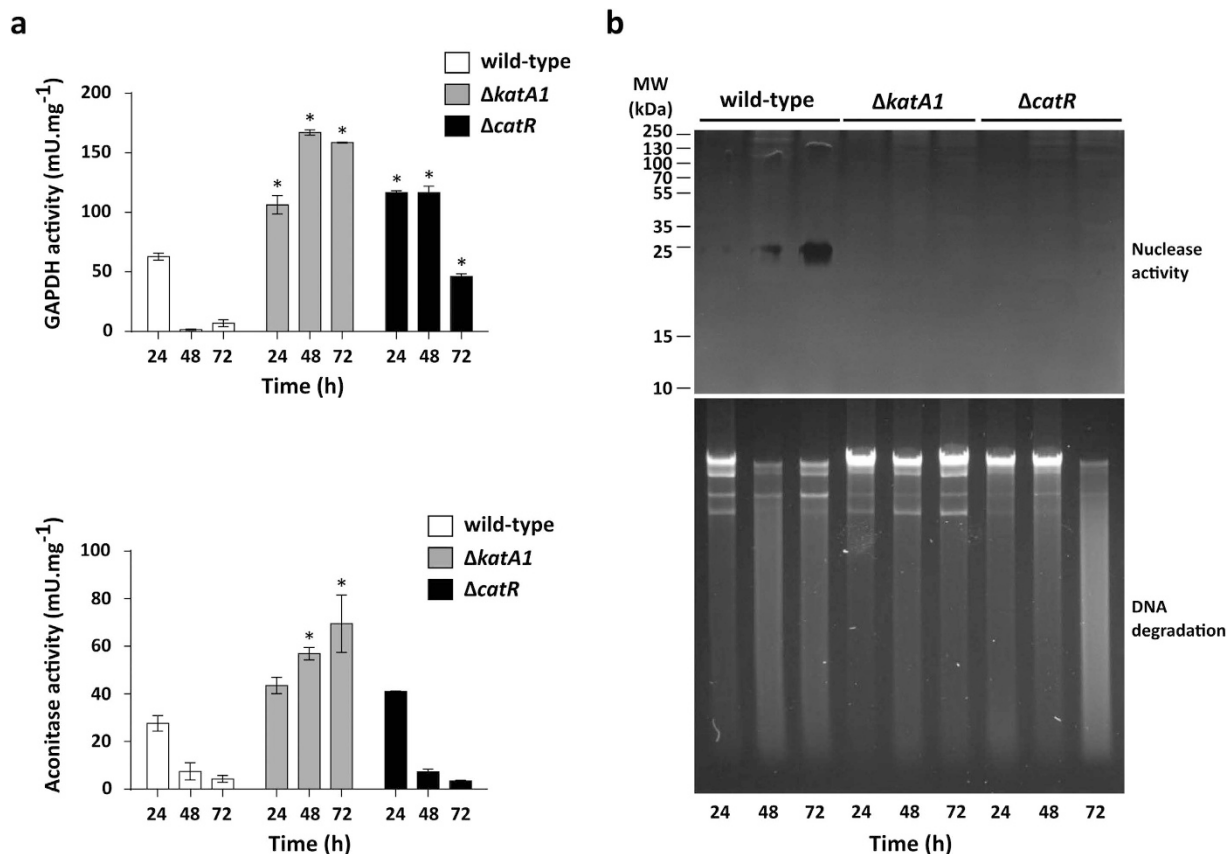 a
wild-type
ΔkatA1
ΔcatR
GAPDH activity (mU.mg⁻¹)
200
150
100
50
0
* * * * * *
24 48 72 24 48 72 24 48 72
Time (h)
wild-type
ΔkatA1
ΔcatR
Aconitase activity (mU.mg⁻¹)
100
80
60
40
20
0
* *
24 48 72 24 48 72 24 48 72
Time (h)
b
MW
(kDa)
wild-type ΔkatA1 ΔcatR
250
130
100
70
55
35
25
15
10
Nuclease
activity
DNA
degradation
24 48 72 24 48 72 24 48 72
Time (h)